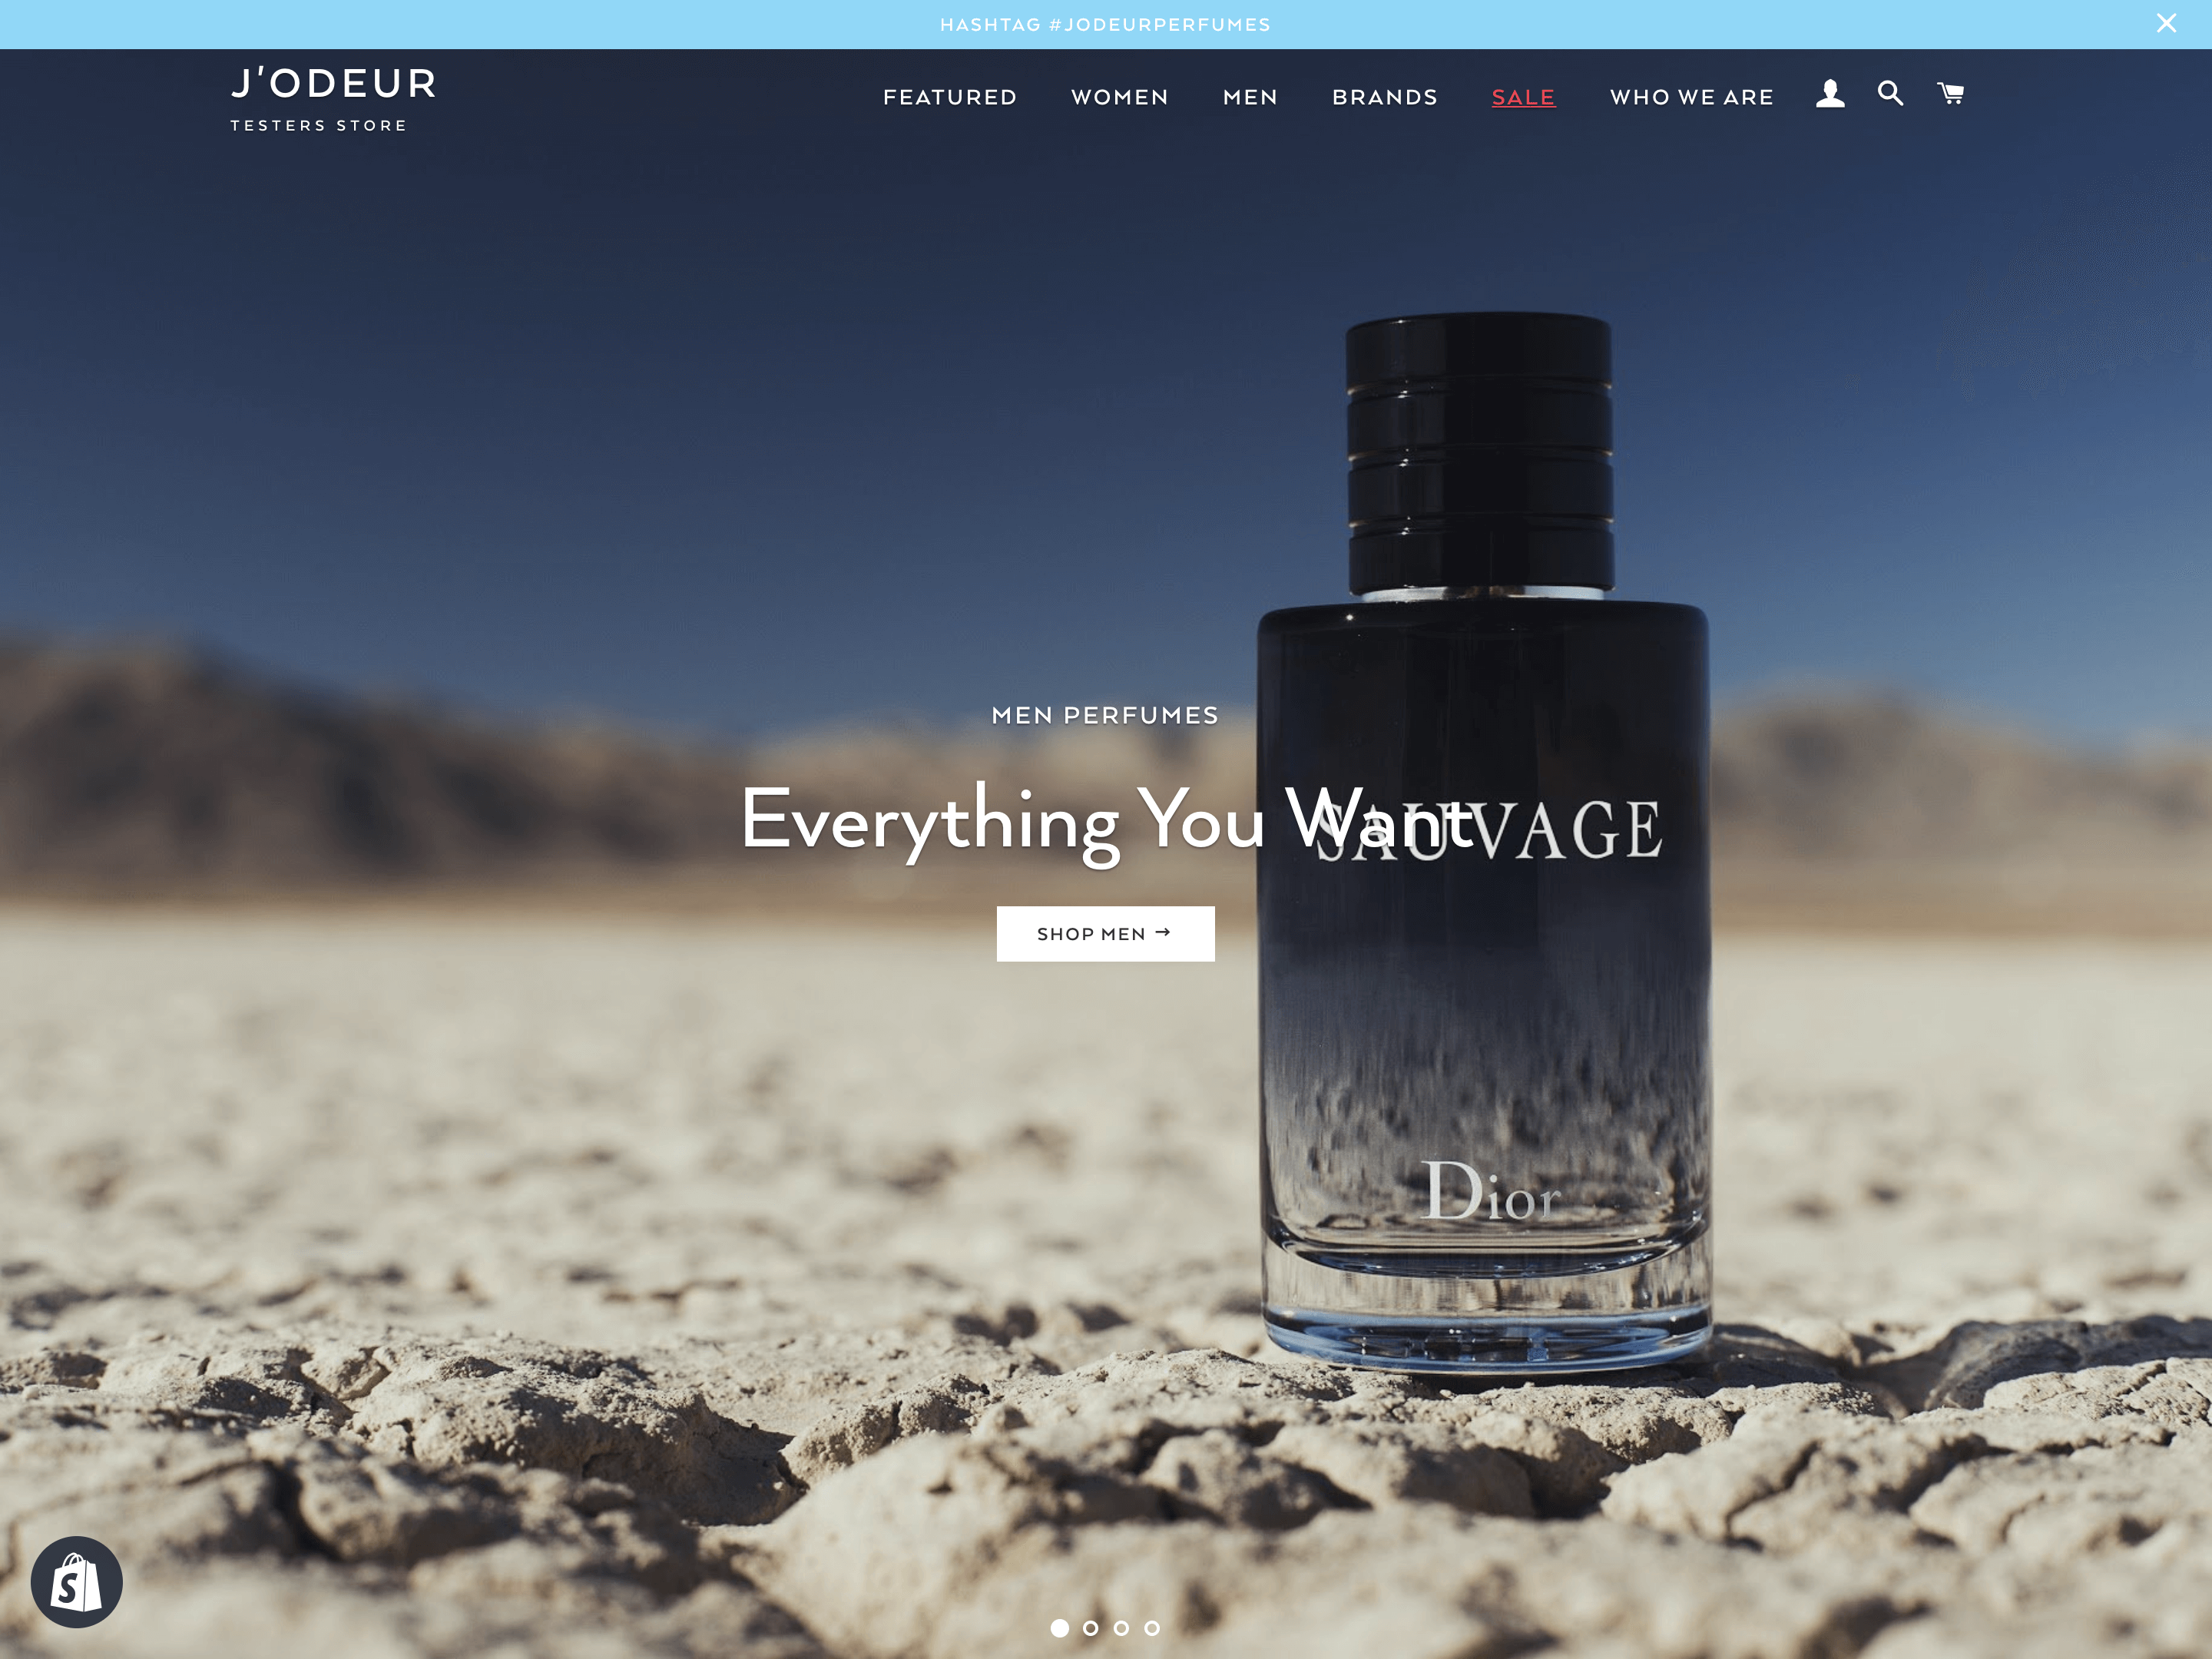 HASHTAG #JODEURPERFUMES
J'ODEUR
TESTERS STORE
FEATURED WOMEN MEN BRANDS SALE WHO WE ARE
MEN PERFUMES
Everything You Want
SAUVAGE
SHOP MEN →
Dior
S